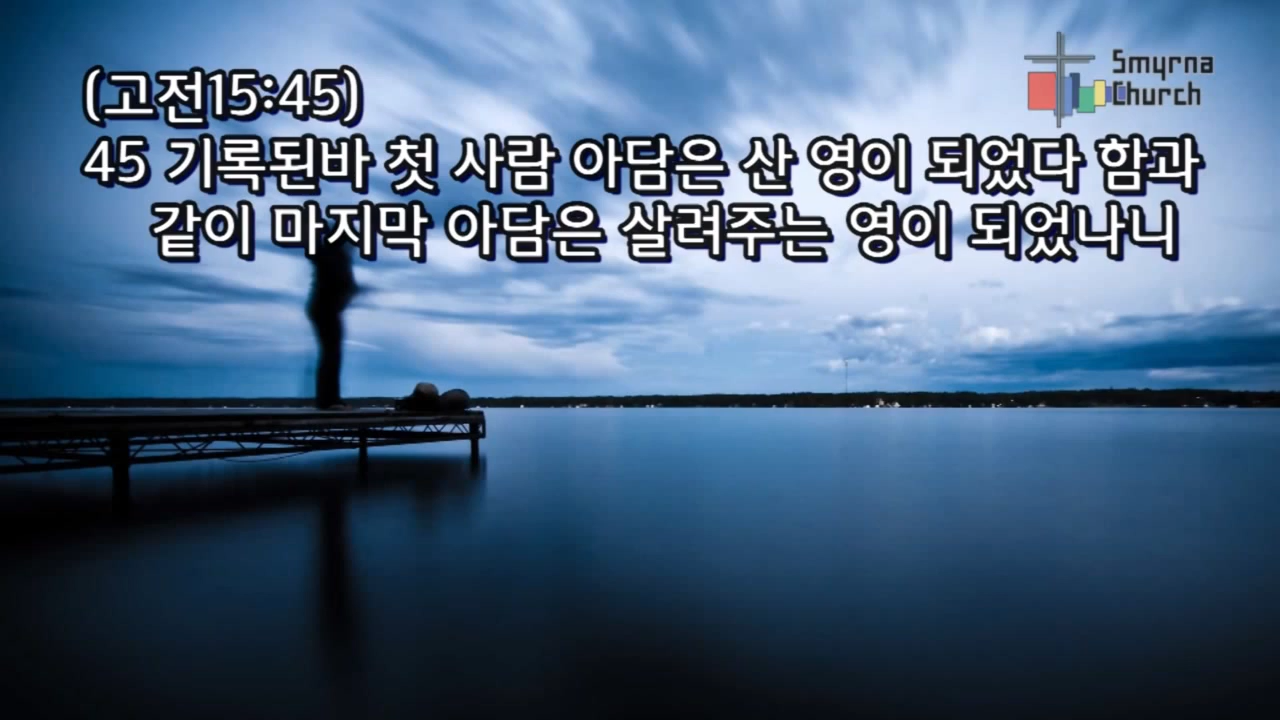 (고전15:45)
Smyrna
Church
45 기록된바 첫 사람 아담은 산 영이 되었다 함과
같이 마지막 아담은 살려주는 영이 되었나니